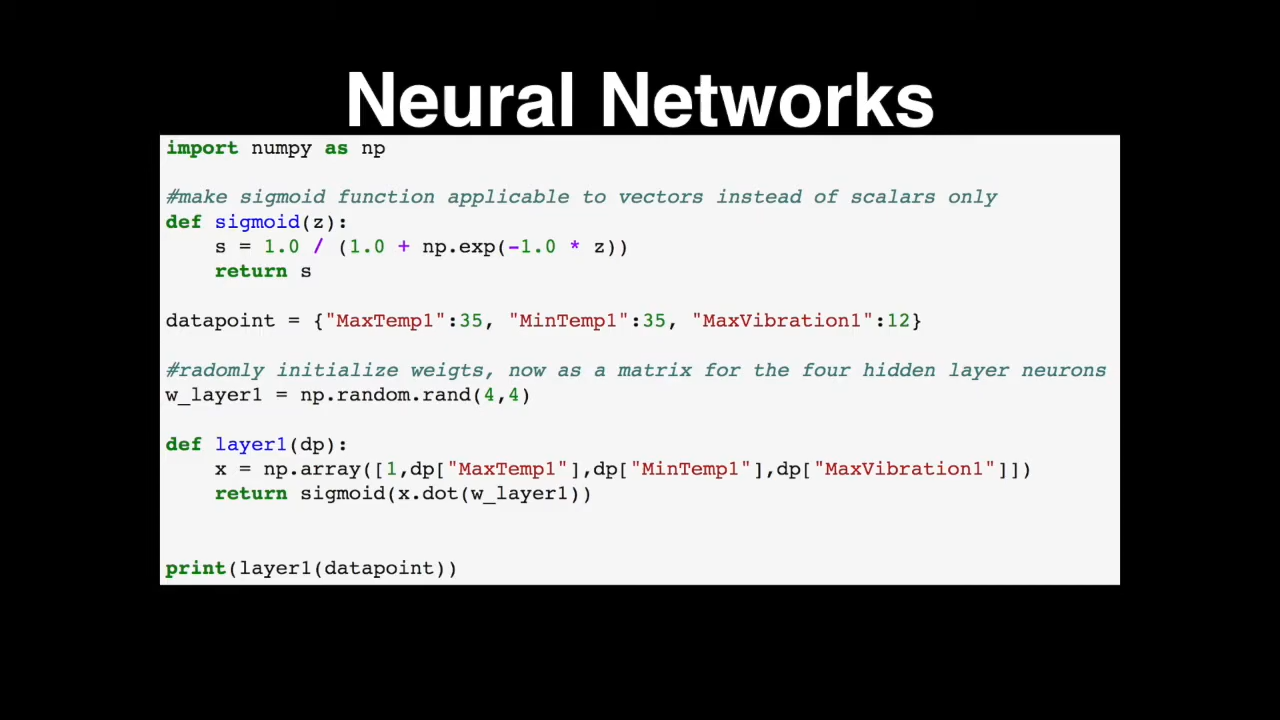 Neural Networks
import numpy as np
#make sigmoid function applicable to vectors instead of scalars only
def sigmoid(z):
    s = 1.0 / (1.0 + np.exp(-1.0 * z))
    return s
datapoint = {"MaxTemp1":35, "MinTemp1":35, "MaxVibration1":12}
#radomly initialize weigts, now as a matrix for the four hidden layer neurons
w_layer1 = np.random.rand(4,4)
def layer1(dp):
    x = np.array([1,dp["MaxTemp1"],dp["MinTemp1"],dp["MaxVibration1"]])
    return sigmoid(x.dot(w_layer1))
print(layer1(datapoint))